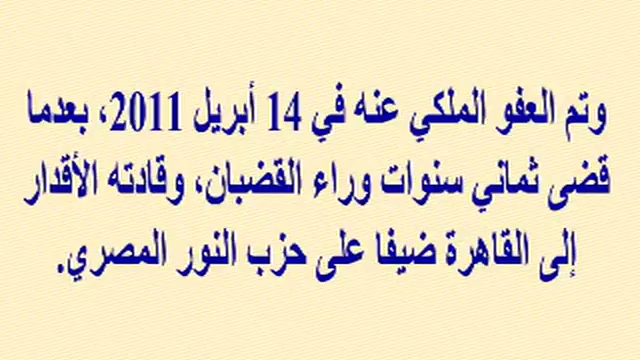 وتم العفو الملكي عنه في 14 أبريل 2011، بعدما
قضى ثماني سنوات وراء القضبان، وقادته الأقدار
إلى القاهرة ضيفا على حزب النور المصري.